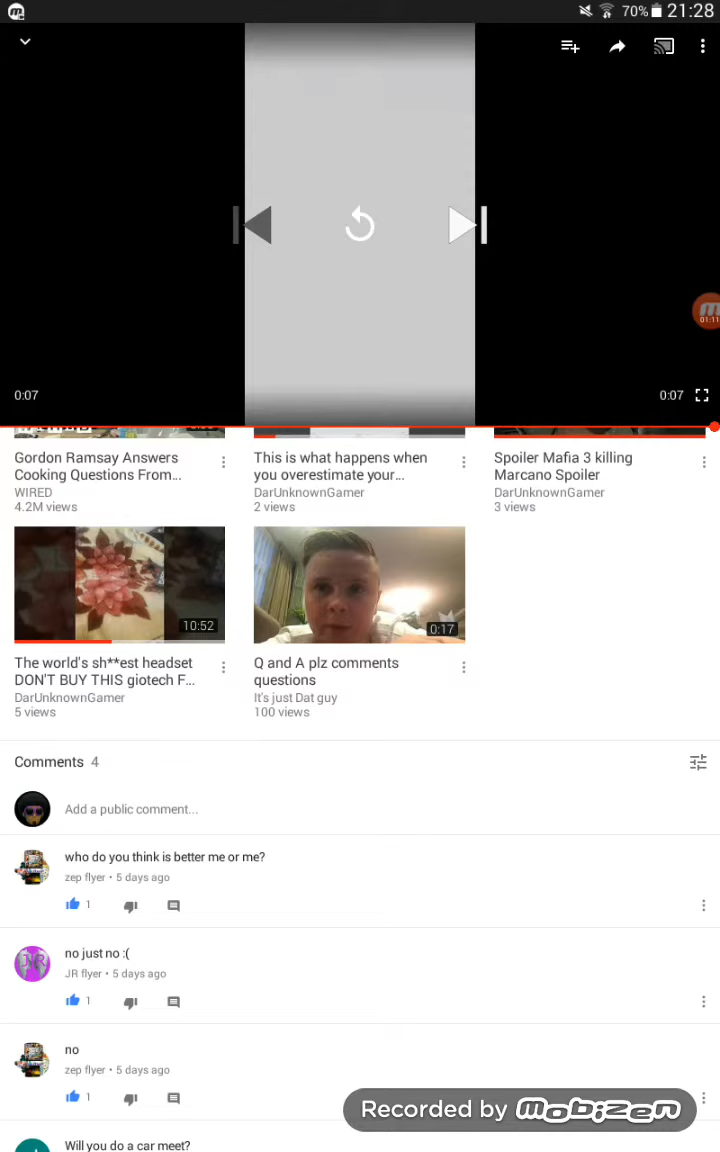 70% 21:28
01:11
0:07 0:07
Gordon Ramsay Answers
Cooking Questions From...
WIRED
4.2M views
This is what happens when
you overestimate your...
DarUnknownGamer
2 views
Spoiler Mafia 3 killing
Marcano Spoiler
DarUnknownGamer
3 views
10:52
The world's sh**est headset
DON'T BUY THIS giotech F...
DarUnknownGamer
5 views
0:17
Q and A plz comments
questions
It's just Dat guy
100 views
Comments 4
Add a public comment...
who do you think is better me or me?
zep flyer • 5 days ago
1
no just no :(
JR flyer • 5 days ago
1
no
zep flyer • 5 days ago
1
Recorded by mobizen
Will you do a car meet?